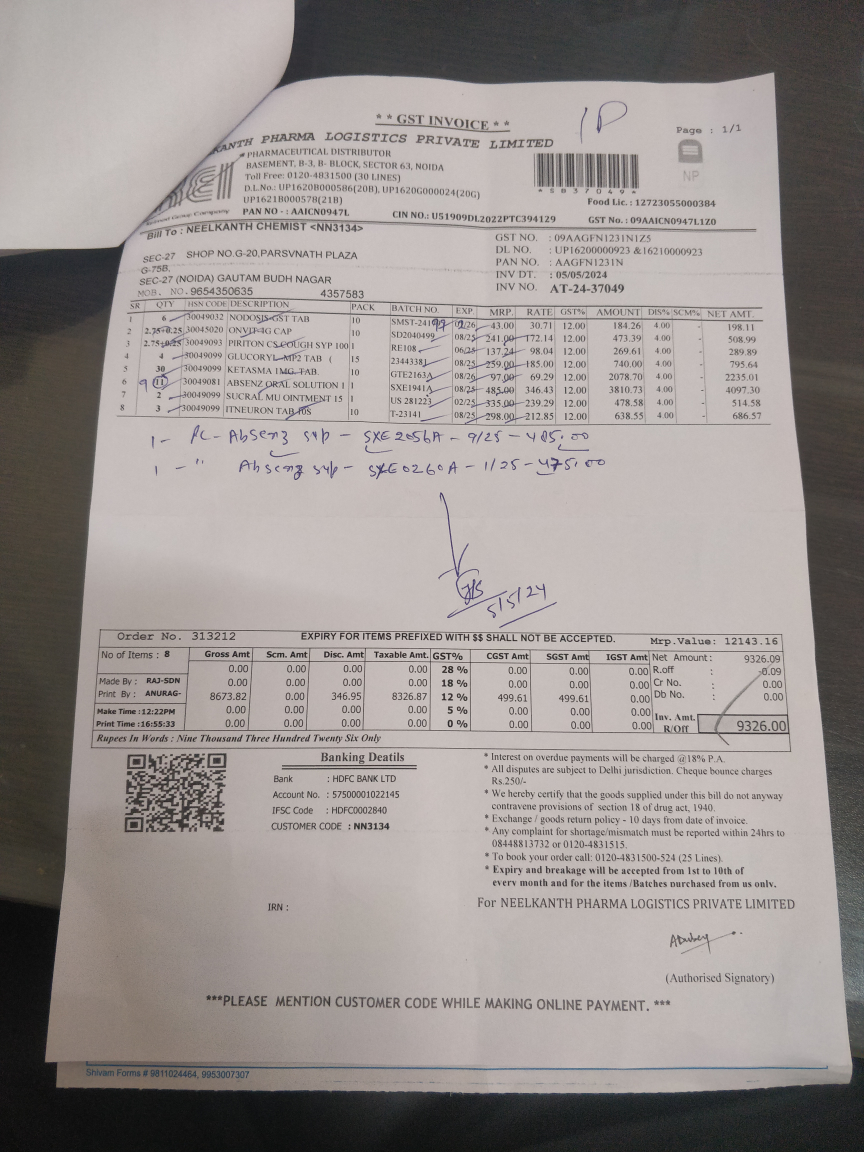 * * GST INVOICE * *
1P
Page : 1/1
KANTH PHARMA LOGISTICS PRIVATE LIMITED
PHARMACEUTICAL DISTRIBUTOR
BASEMENT, B-3, B- BLOCK, SECTOR 63, NOIDA
Toll Free: 0120-4831500 (30 LINES)
D.L.No: UP1620B000586(20B), UP1620G000024(20G)
UP1621B000578(21B)
PAN NO - : AAICN0947L
CIN NO.: U51909DL2022PTC394129
NP
*S837049*
Food Lic. : 12723055000384
GST No. : 09AAICN0947L1Z0
Bill To : NEELKANTH CHEMIST <NN3134>
SEC-27 SHOP NO.G-20,PARSVNATH PLAZA
G-75B,
SEC-27 (NOIDA) GAUTAM BUDH NAGAR
MOB. NO. 9654350635 4357583
GST NO. : 09AAGFN1231N1Z5
DL NO. : UP16200000923 &16210000923
PAN NO. : AAGFN1231N
INV DT. : 05/05/2024
INV NO. AT-24-37049
SR QTY HSN CODE DESCRIPTION PACK BATCH NO. EXP. MRP. RATE GST% AMOUNT DIS% SCM% NET AMT.
1 6 30049032 NODOSIS-GST TAB 10 43.00 30.71 12.00 184.26 4.00 - 198.11
2 2.75+0.25 30045020 ONVIF-4G CAP 10 SD2040499 08/25 241.00 172.14 12.00 473.39 4.00 - 508.99
3 2.75+0.25 30049093 PIRITON CS COUGH SYP 100 1 RE108 06/25 137.24 98.04 12.00 269.61 4.00 - 289.89
4 4 30049099 GLUCORYL-MP2 TAB ( 15 23443381 08/25 259.00 185.00 12.00 740.00 4.00 - 795.64
5 30 30049099 KETASMA 1MG TAB. 10 GTE2163A 08/26 97.00 69.29 12.00 2078.70 4.00 - 2235.01
6 9 11 30049081 ABSENZ ORAL SOLUTION 1 1 SXE1941A 08/25 485.00 346.43 12.00 3810.73 4.00 - 4097.30
7 2 30049099 SUCRAL MU OINTMENT 15 1 US 281223 02/25 335.00 239.29 12.00 478.58 4.00 - 514.58
8 3 30049099 ITNEURON TAB 10S 10 T-23141 08/25 298.00 212.85 12.00 638.55 4.00 - 686.57
1 - PC - Absenz syp - SXE2056A - 9/25 - 485.00
1 - " Absenz syp - SXE0260A - 1/25 - 475.00
5/5/24
Order No. 313212 EXPIRY FOR ITEMS PREFIXED WITH $$ SHALL NOT BE ACCEPTED. Mrp.Value: 12143.16
No of Items : 8
Made By : RAJ-SDN
Print By : ANURAG-
Make Time :12:22PM
Print Time :16:55:33
Gross Amt Scm. Amt Disc. Amt Taxable Amt. GST% CGST Amt SGST Amt IGST Amt
0.00 0.00 0.00 0.00 28 % 0.00 0.00 0.00
0.00 0.00 0.00 0.00 18 % 0.00 0.00 0.00
8673.82 0.00 346.95 8326.87 12 % 499.61 499.61 0.00
0.00 0.00 0.00 0.00 5 % 0.00 0.00 0.00
0.00 0.00 0.00 0.00 0 % 0.00 0.00 0.00
Net Amount : 9326.09
R.off : -0.09
Cr No. : 0.00
Db No. : 0.00
Inv. Amt. R/Off 9326.00
Rupees In Words : Nine Thousand Three Hundred Twenty Six Only
Banking Deatils
Bank : HDFC BANK LTD
Account No. : 57500001022145
IFSC Code : HDFC0002840
CUSTOMER CODE : NN3134
* Interest on overdue payments will be charged @18% P.A.
* All disputes are subject to Delhi jurisdiction. Cheque bounce charges
Rs.250/-
* We hereby certify that the goods supplied under this bill do not anyway
contravene provisions of section 18 of drug act, 1940.
* Exchange / goods return policy - 10 days from date of invoice.
* Any complaint for shortage/mismatch must be reported within 24hrs to
08448813732 or 0120-4831515.
* To book your order call: 0120-4831500-524 (25 Lines).
* Expiry and breakage will be accepted from 1st to 10th of
every month and for the items /Batches purchased from us only.
IRN :
For NEELKANTH PHARMA LOGISTICS PRIVATE LIMITED
(Authorised Signatory)
***PLEASE MENTION CUSTOMER CODE WHILE MAKING ONLINE PAYMENT. ***
Shivam Forms # 9811024464, 9953007307